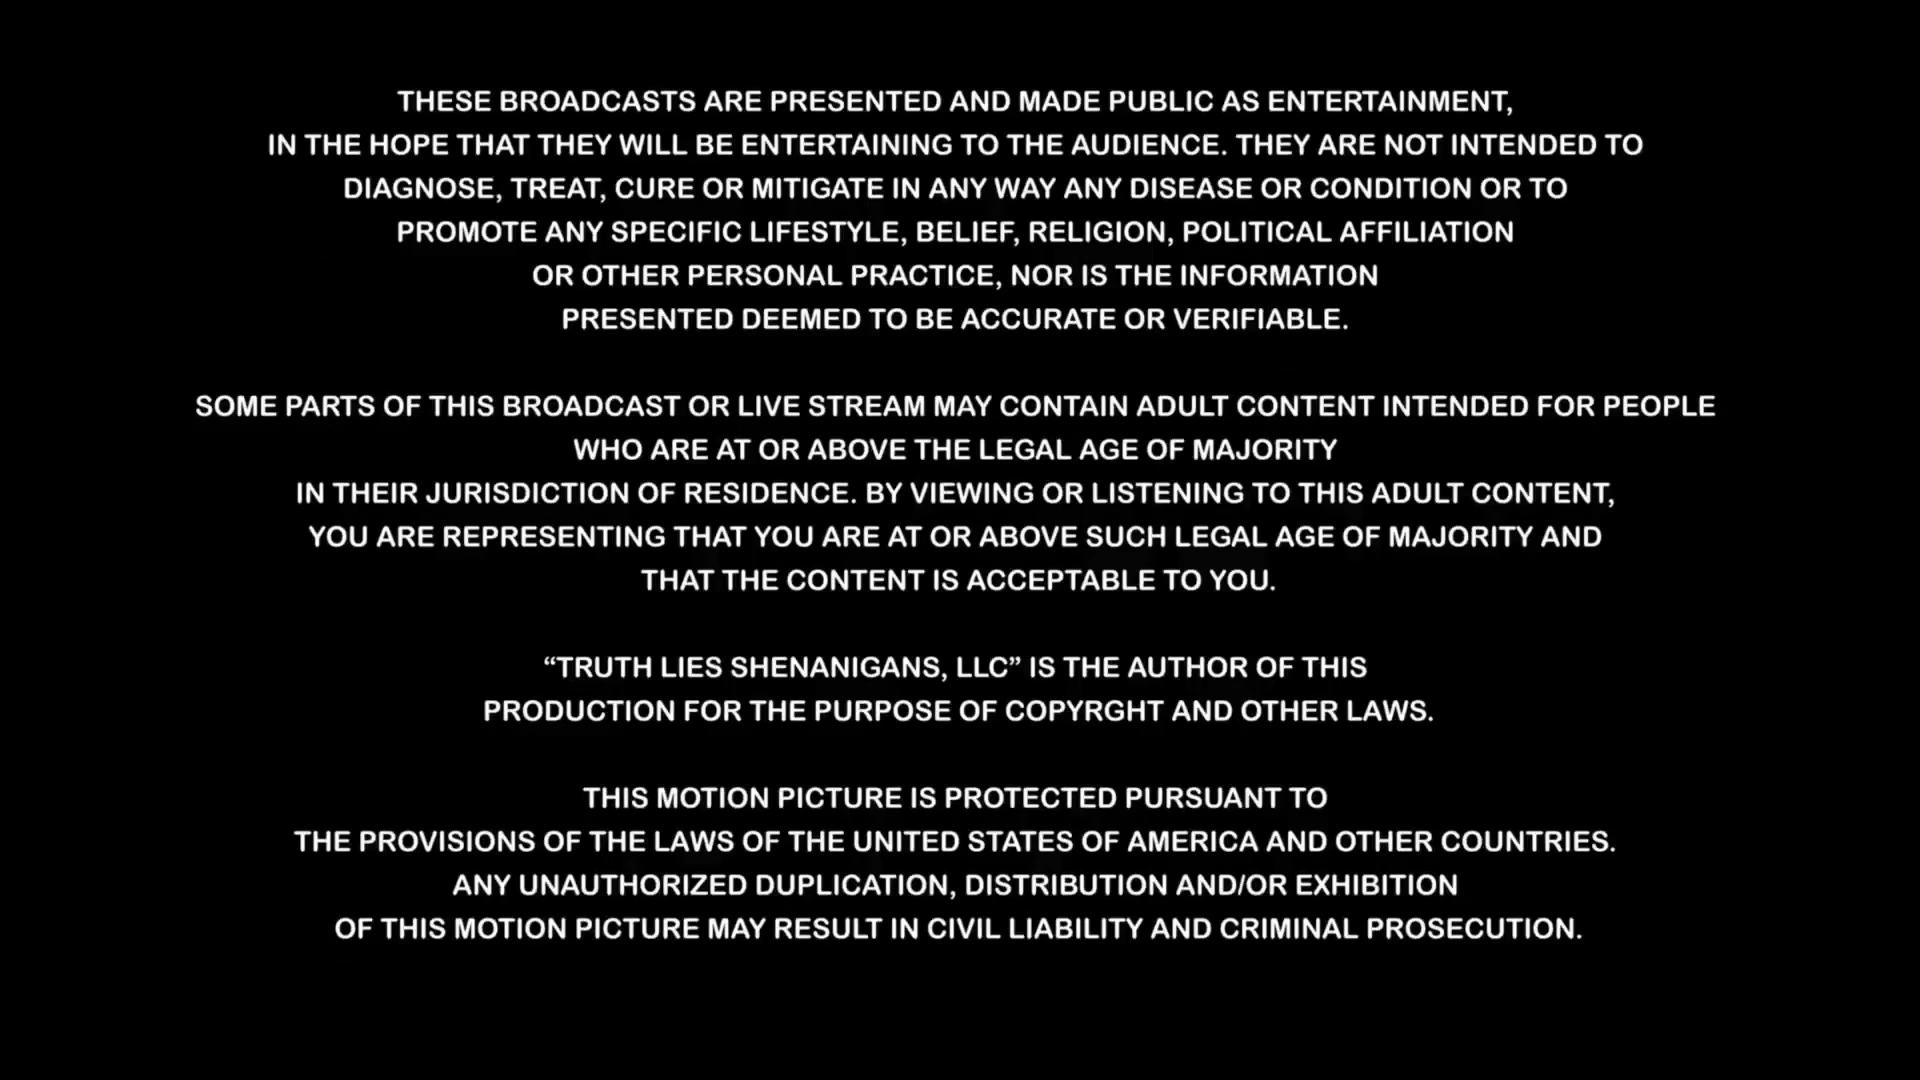 THESE BROADCASTS ARE PRESENTED AND MADE PUBLIC AS ENTERTAINMENT,
IN THE HOPE THAT THEY WILL BE ENTERTAINING TO THE AUDIENCE. THEY ARE NOT INTENDED TO
DIAGNOSE, TREAT, CURE OR MITIGATE IN ANY WAY ANY DISEASE OR CONDITION OR TO
PROMOTE ANY SPECIFIC LIFESTYLE, BELIEF, RELIGION, POLITICAL AFFILIATION
OR OTHER PERSONAL PRACTICE, NOR IS THE INFORMATION
PRESENTED DEEMED TO BE ACCURATE OR VERIFIABLE.
SOME PARTS OF THIS BROADCAST OR LIVE STREAM MAY CONTAIN ADULT CONTENT INTENDED FOR PEOPLE
WHO ARE AT OR ABOVE THE LEGAL AGE OF MAJORITY
IN THEIR JURISDICTION OF RESIDENCE. BY VIEWING OR LISTENING TO THIS ADULT CONTENT,
YOU ARE REPRESENTING THAT YOU ARE AT OR ABOVE SUCH LEGAL AGE OF MAJORITY AND
THAT THE CONTENT IS ACCEPTABLE TO YOU.
“TRUTH LIES SHENANIGANS, LLC” IS THE AUTHOR OF THIS
PRODUCTION FOR THE PURPOSE OF COPYRGHT AND OTHER LAWS.
THIS MOTION PICTURE IS PROTECTED PURSUANT TO
THE PROVISIONS OF THE LAWS OF THE UNITED STATES OF AMERICA AND OTHER COUNTRIES.
ANY UNAUTHORIZED DUPLICATION, DISTRIBUTION AND/OR EXHIBITION
OF THIS MOTION PICTURE MAY RESULT IN CIVIL LIABILITY AND CRIMINAL PROSECUTION.